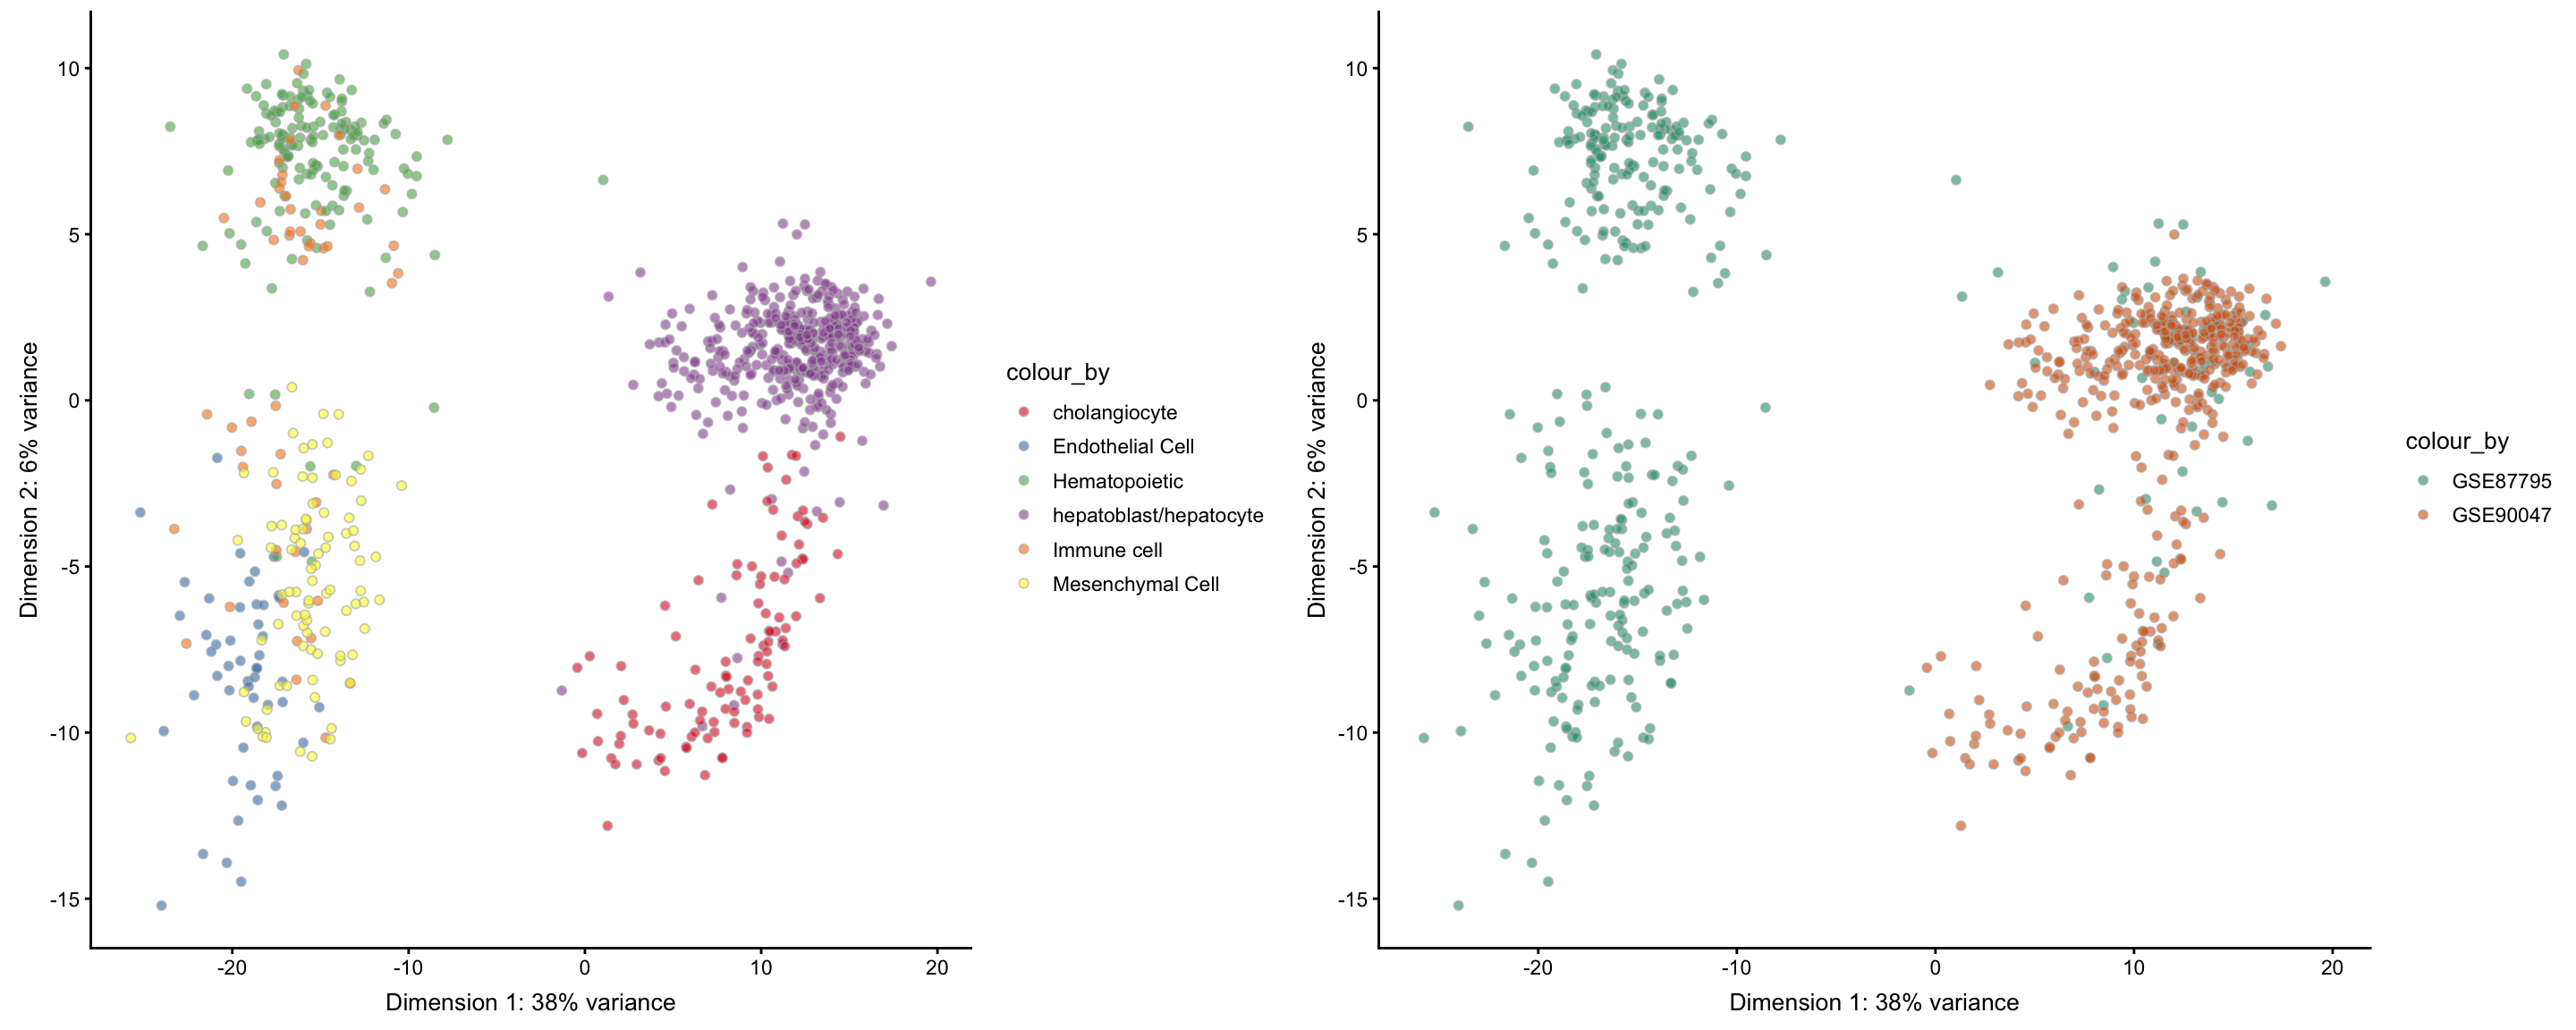 10
5
0
-5
-10
-15
Dimension 2: 6% variance
-20
-10
0
10
20
Dimension 1: 38% variance
colour_by
cholangiocyte
Endothelial Cell
Hematopoietic
hepatoblast/hepatocyte
Immune cell
Mesenchymal Cell
10
5
0
-5
-10
-15
Dimension 2: 6% variance
-20
-10
0
10
20
Dimension 1: 38% variance
colour_by
GSE87795
GSE90047